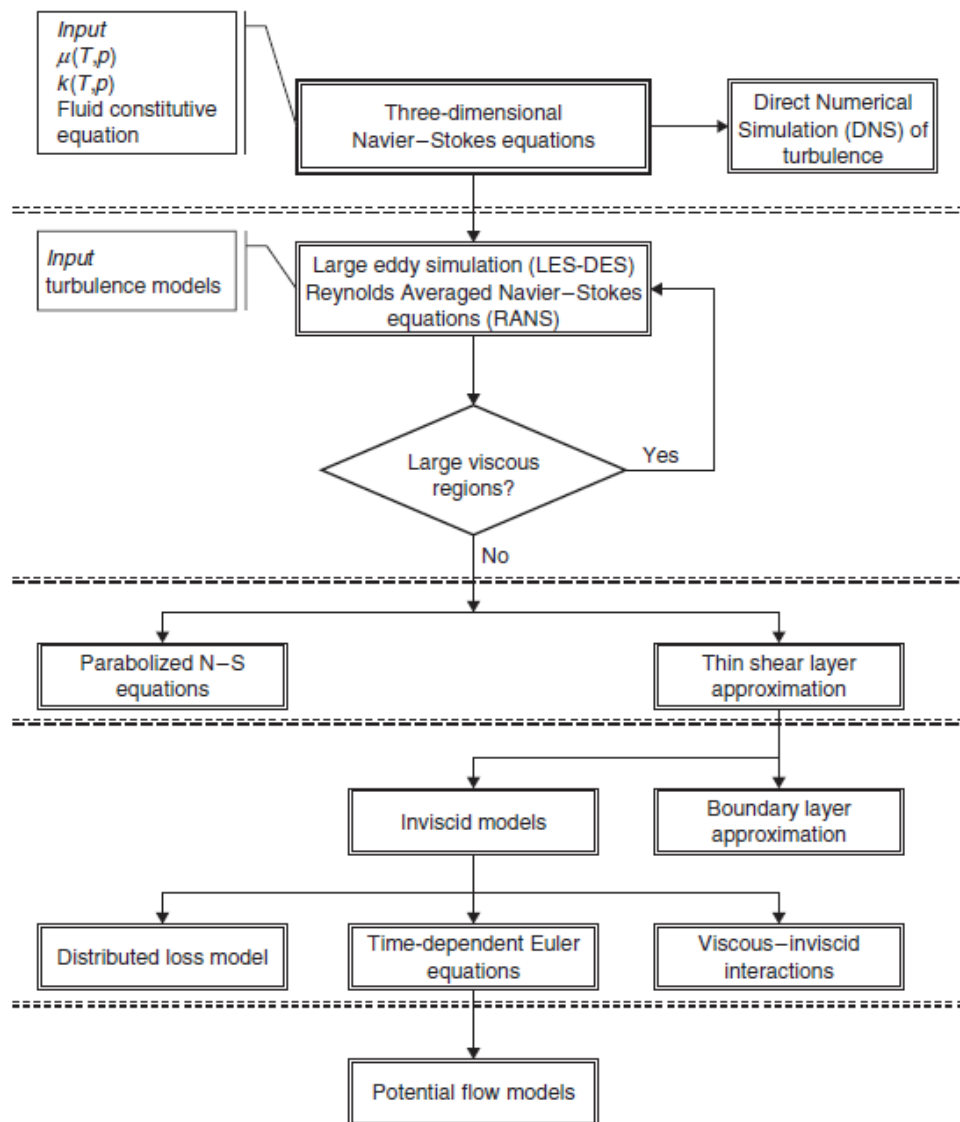 Input
μ(T,p)
k(T,p)
Fluid constitutive
equation
Three-dimensional
Navier–Stokes equations
Direct Numerical
Simulation (DNS) of
turbulence
Input
turbulence models
Large eddy simulation (LES-DES)
Reynolds Averaged Navier–Stokes
equations (RANS)
Large viscous
regions?
Yes
No
Parabolized N–S
equations
Thin shear layer
approximation
Inviscid models
Boundary layer
approximation
Distributed loss model
Time-dependent Euler
equations
Viscous–inviscid
interactions
Potential flow models